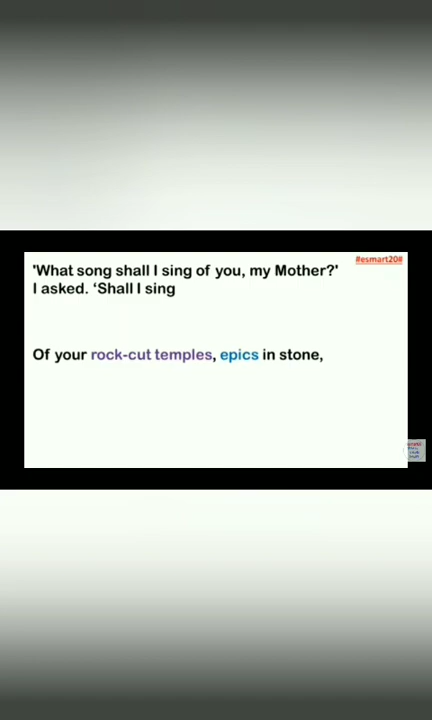 #esmart20#
'What song shall I sing of you, my Mother?'
I asked. ‘Shall I sing
Of your rock-cut temples, epics in stone,